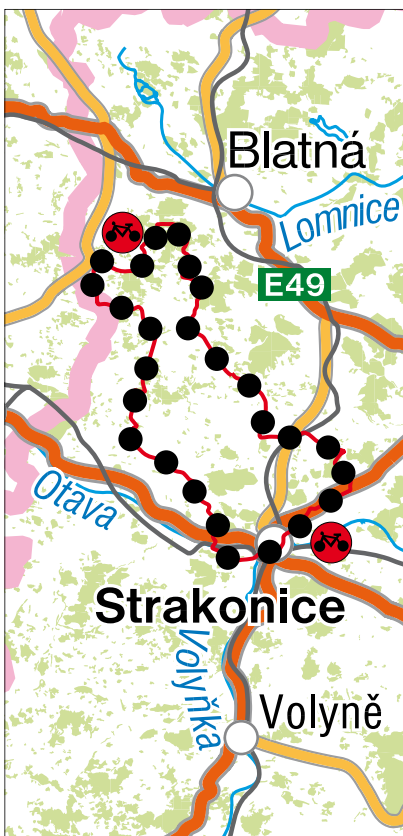 Blatná
Lomnice
E49
Otava
Strakonice
Volyňka
Volyně